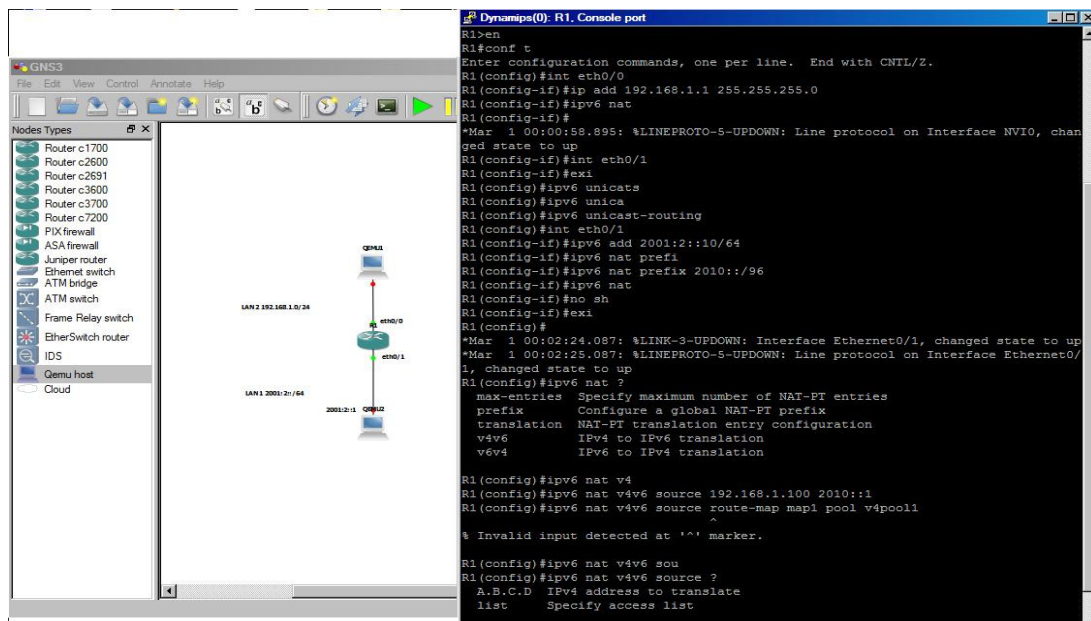 GNS3
File Edit View Control Annotate Help
Nodes Types
Router c1700
Router c2600
Router c2691
Router c3600
Router c3700
Router c7200
PIX firewall
ASA firewall
Juniper router
Ethernet switch
ATM bridge
ATM switch
Frame Relay switch
EtherSwitch router
IDS
Qemu host
Cloud
QEMU1
LAN 2 192.168.1.0/24
eth0/0
R1
eth0/1
LAN 1 2001:2::/64
2001:2::1 QEMU2
Dynamips(0): R1, Console port
R1>en
R1#conf t
Enter configuration commands, one per line.  End with CNTL/Z.
R1(config)#int eth0/0
R1(config-if)#ip add 192.168.1.1 255.255.255.0
R1(config-if)#ipv6 nat
R1(config-if)#
*Mar  1 00:00:58.895: %LINEPROTO-5-UPDOWN: Line protocol on Interface NVI0, chan
ged state to up
R1(config-if)#int eth0/1
R1(config-if)#exi
R1(config)#ipv6 unicats
R1(config)#ipv6 unica
R1(config)#ipv6 unicast-routing
R1(config)#int eth0/1
R1(config-if)#ipv6 add 2001:2::10/64
R1(config-if)#ipv6 nat prefi
R1(config-if)#ipv6 nat prefix 2010::/96
R1(config-if)#ipv6 nat
R1(config-if)#no sh
R1(config-if)#exi
R1(config)#
*Mar  1 00:02:24.087: %LINK-3-UPDOWN: Interface Ethernet0/1, changed state to up
*Mar  1 00:02:25.087: %LINEPROTO-5-UPDOWN: Line protocol on Interface Ethernet0/
1, changed state to up
R1(config)#ipv6 nat ?
max-entries  Specify maximum number of NAT-PT entries
prefix       Configure a global NAT-PT prefix
translation  NAT-PT translation entry configuration
v4v6         IPv4 to IPv6 translation
v6v4         IPv6 to IPv4 translation
R1(config)#ipv6 nat v4
R1(config)#ipv6 nat v4v6 source 192.168.1.100 2010::1
R1(config)#ipv6 nat v4v6 source route-map map1 pool v4pool1
^
% Invalid input detected at '^' marker.
R1(config)#ipv6 nat v4v6 sou
R1(config)#ipv6 nat v4v6 source ?
A.B.C.D  IPv4 address to translate
list     Specify access list